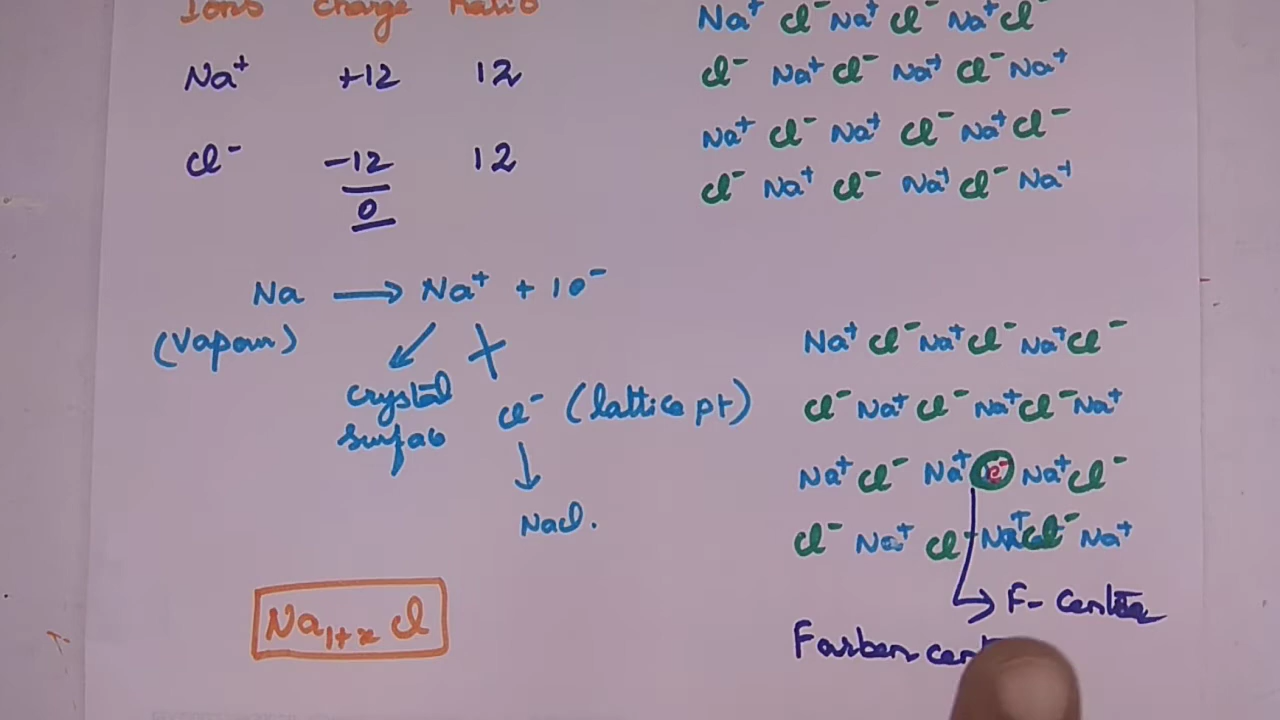 Ions Charge Ratio
Na⁺ +12 12
Cl⁻ −12 12
0
Na⁺ Cl⁻ Na⁺ Cl⁻ Na⁺ Cl⁻
Cl⁻ Na⁺ Cl⁻ Na⁺ Cl⁻ Na⁺
Na⁺ Cl⁻ Na⁺ Cl⁻ Na⁺ Cl⁻
Cl⁻ Na⁺ Cl⁻ Na⁺ Cl⁻ Na⁺
Na → Na⁺ + 1e⁻
(Vapour)
Crystal
surface
Cl⁻ (lattice pt)
NaCl.
Na₁₊ₓ Cl
Na⁺ Cl⁻ Na⁺ Cl⁻ Na⁺ Cl⁻
Cl⁻ Na⁺ Cl⁻ Na⁺ Cl⁻ Na⁺
Na⁺ Cl⁻ Na⁺ e⁻ Na⁺ Cl⁻
Cl⁻ Na⁺ Cl⁻ Na⁺ Cl⁻ Na⁺
F- centre
Farben